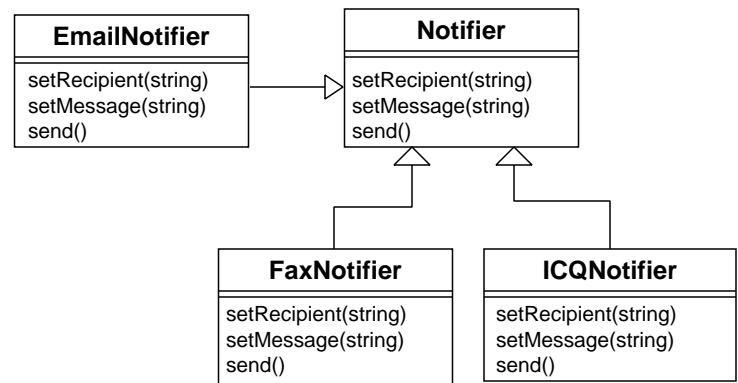 EmailNotifier
setRecipient(string)
setMessage(string)
send()
Notifier
setRecipient(string)
setMessage(string)
send()
FaxNotifier
setRecipient(string)
setMessage(string)
send()
ICQNotifier
setRecipient(string)
setMessage(string)
send()